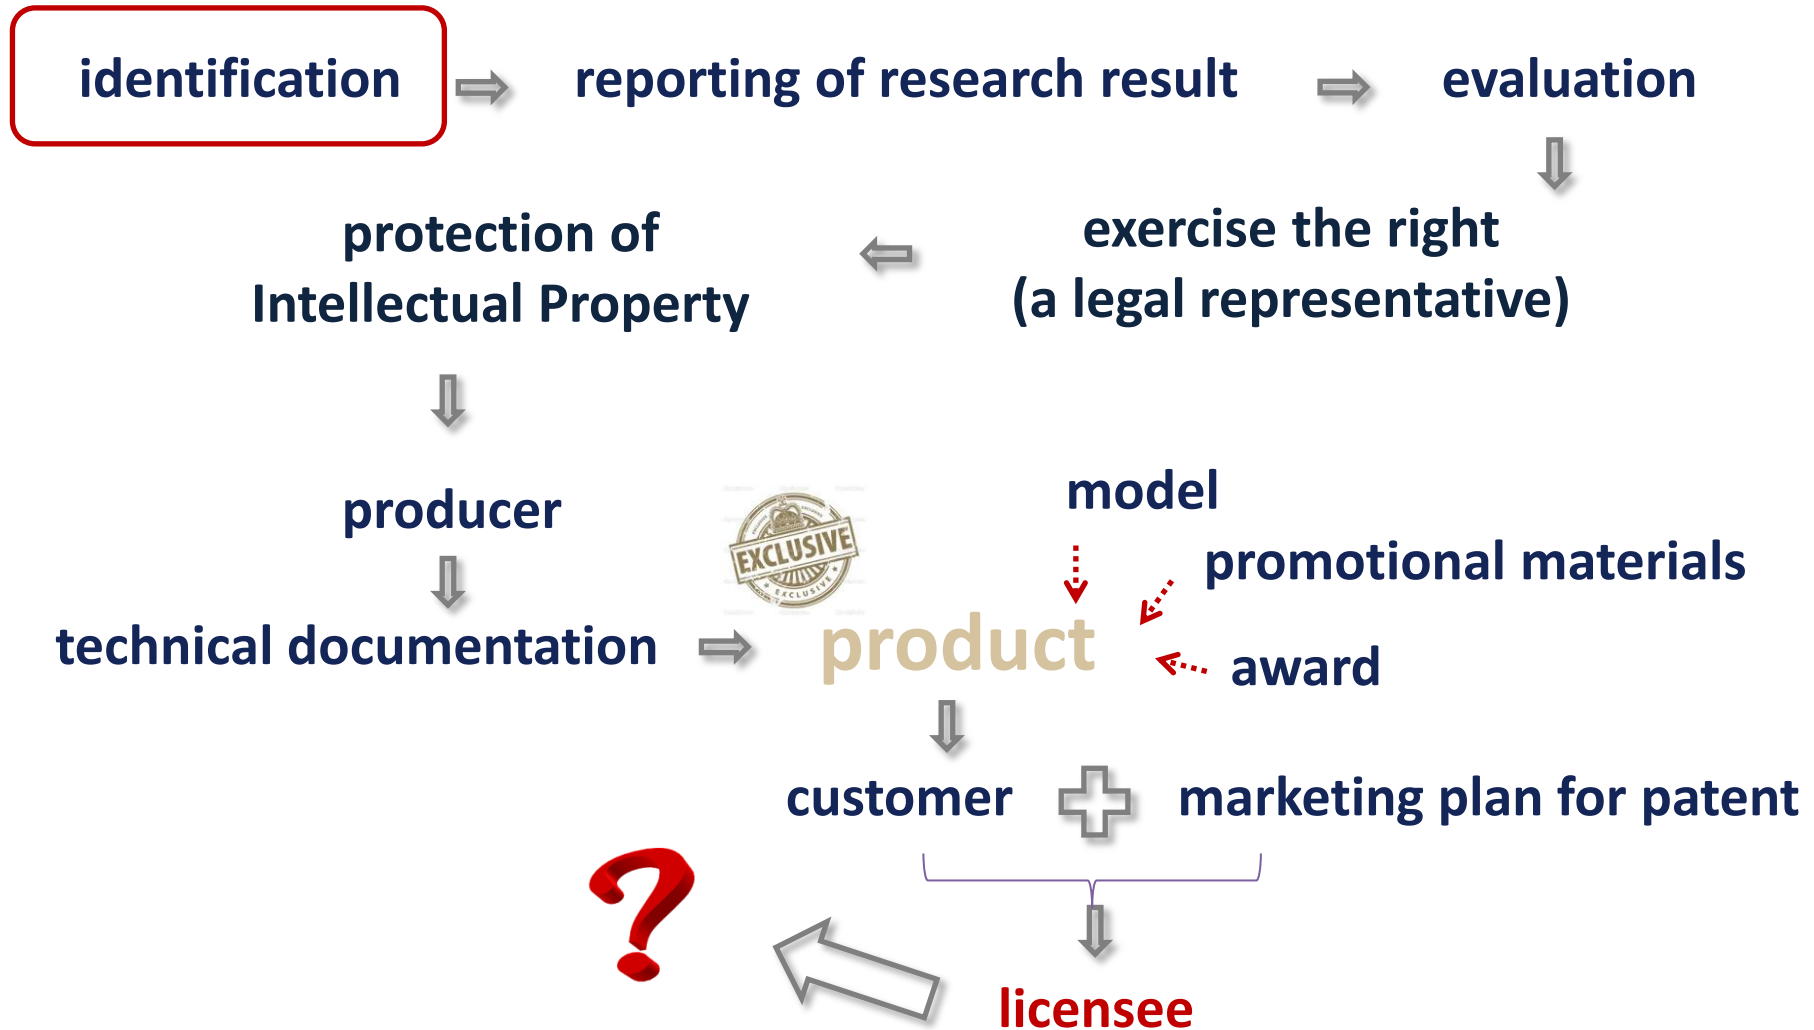 identification
reporting of research result
evaluation
protection of
Intellectual Property
exercise the right
(a legal representative)
producer
EXCLUSIVE
EXCLUSIVE
model
promotional materials
technical documentation
product
award
customer
marketing plan for patent
?
licensee